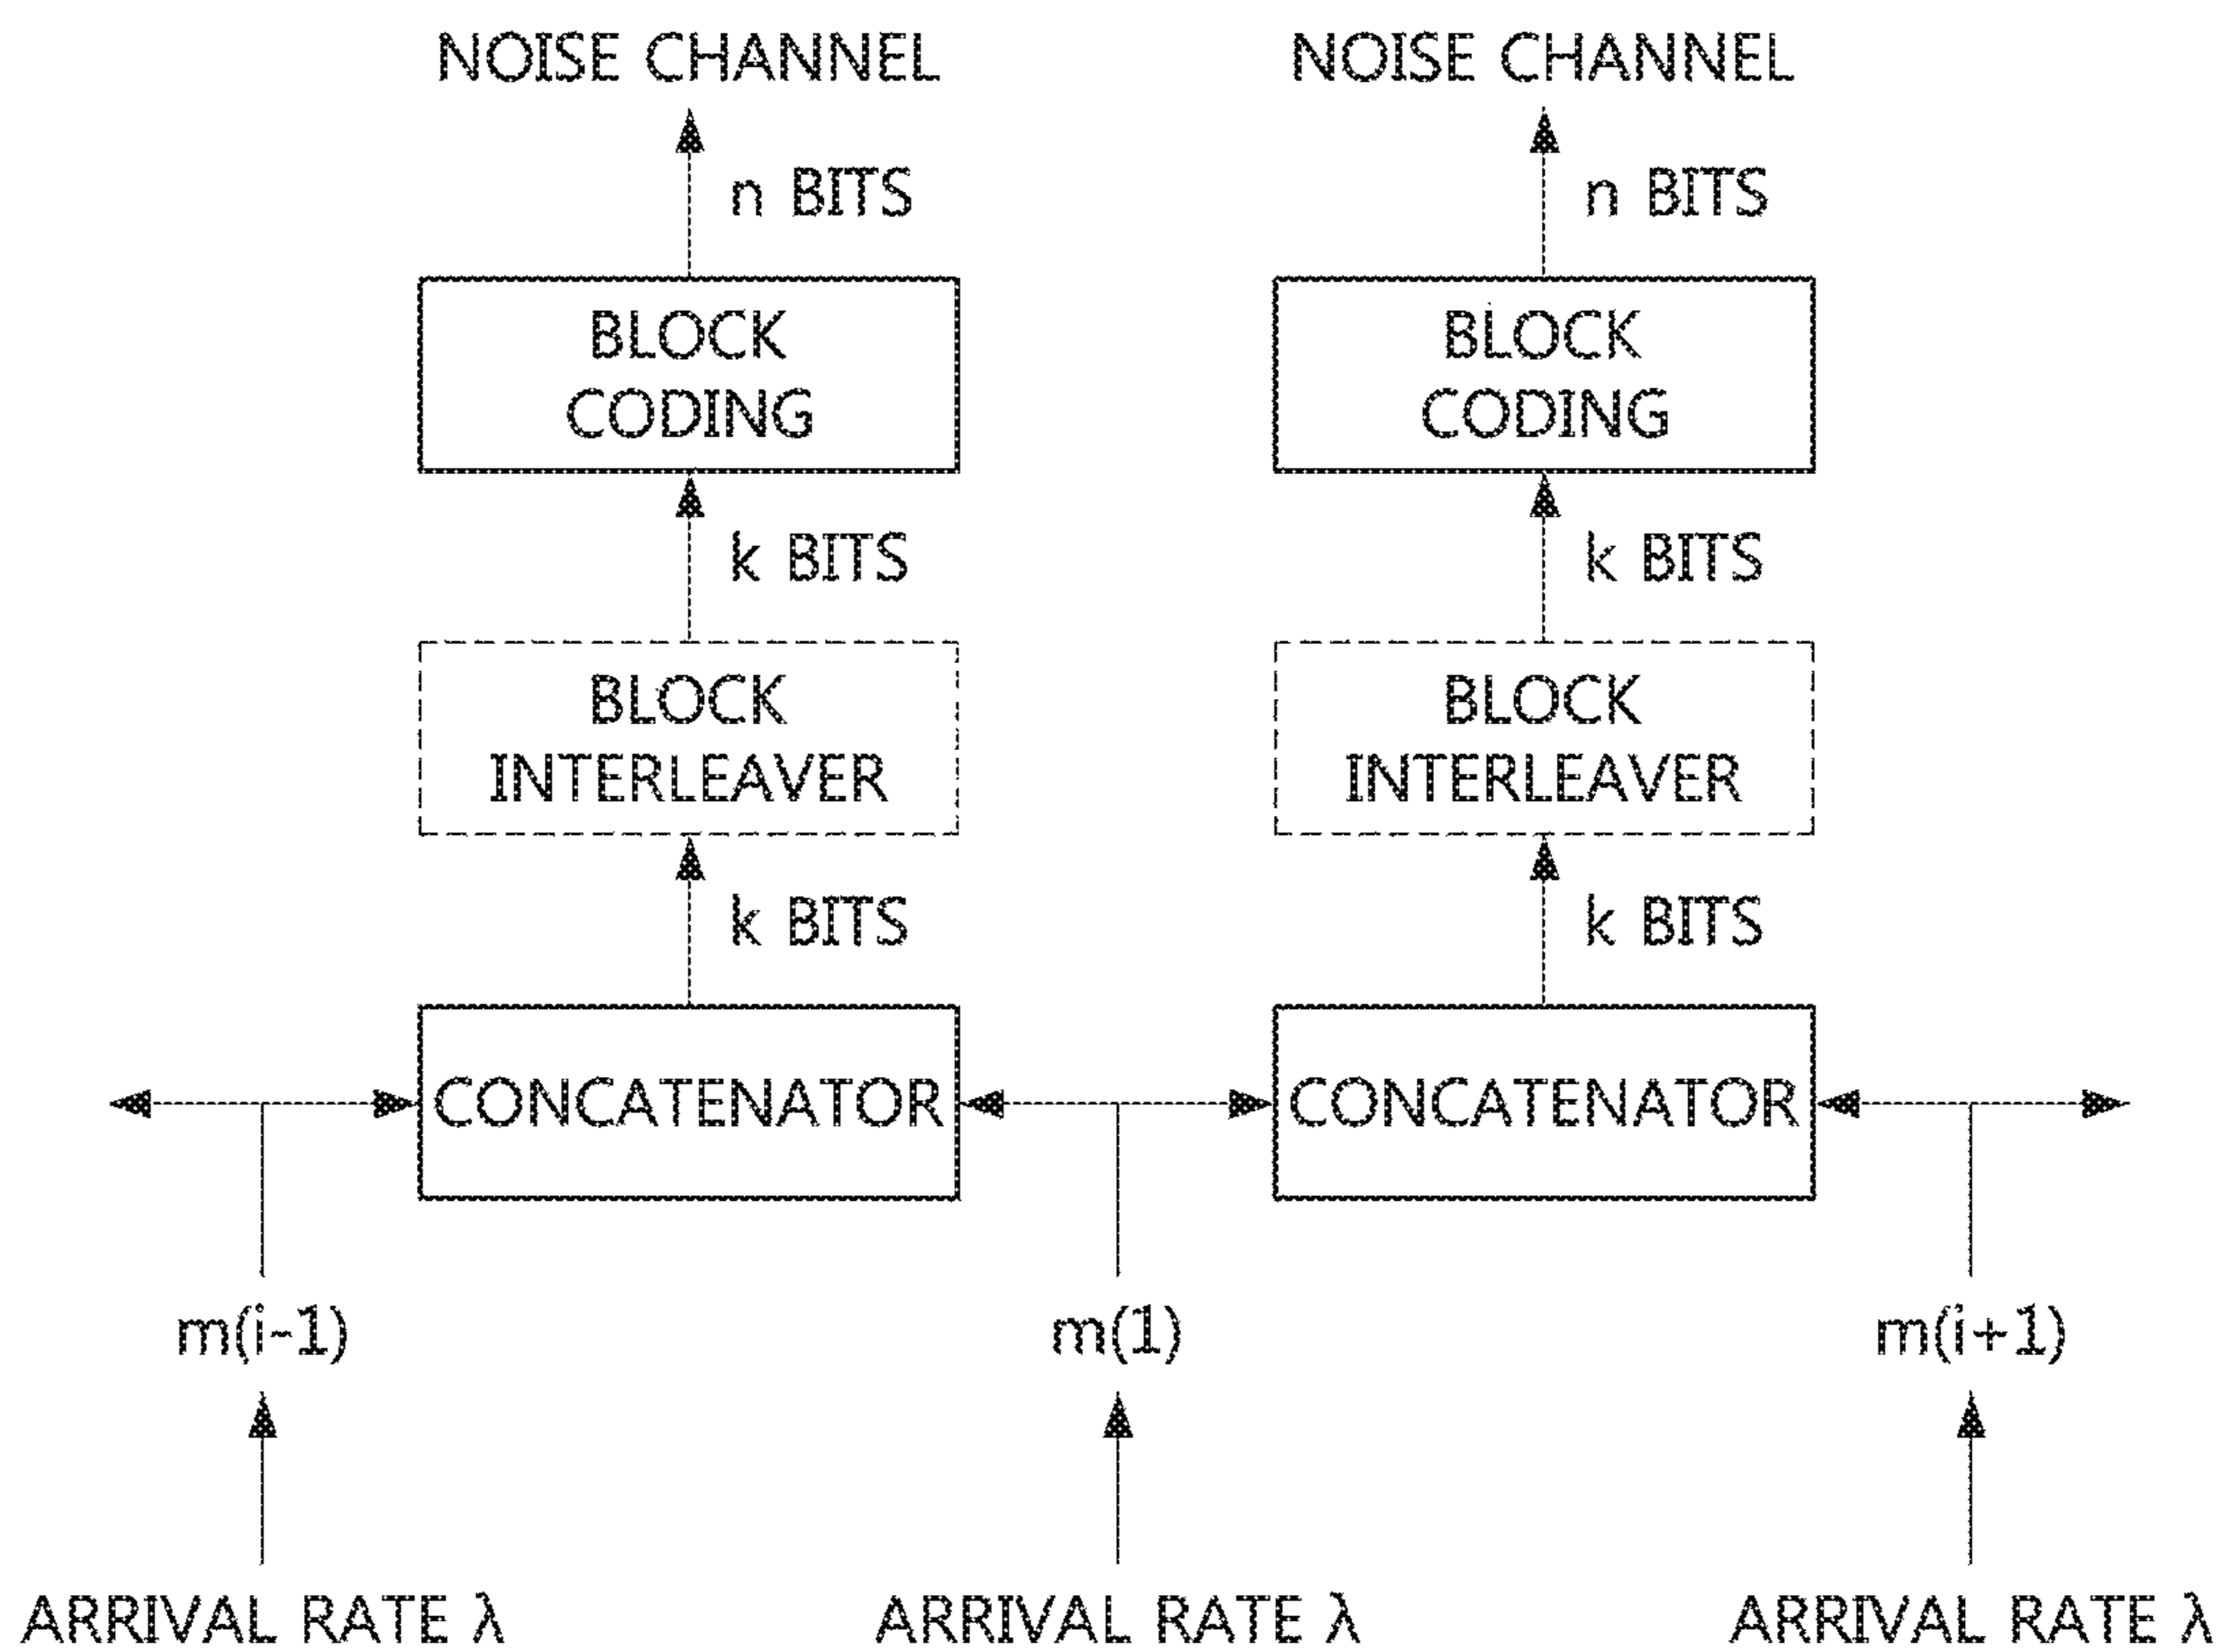 NOISE CHANNEL NOISE CHANNEL
n BITS n BITS
BLOCK BLOCK
CODING CODING
k BITS k BITS
BLOCK BLOCK
INTERLEAVER INTERLEAVER
k BITS k BITS
CONCATENATOR CONCATENATOR
m(i-1) m(1) m(i+1)
ARRIVAL RATE λ ARRIVAL RATE λ ARRIVAL RATE λ